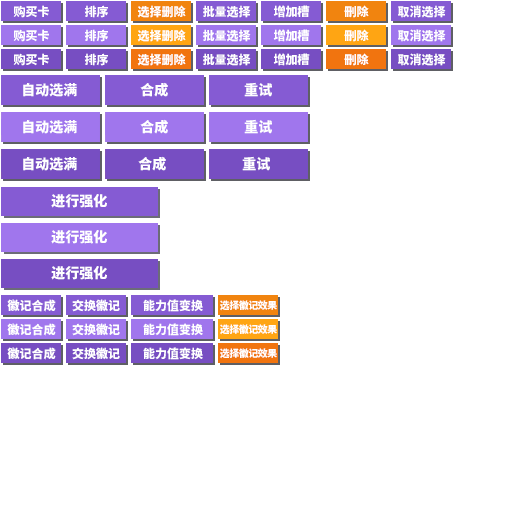 购买卡 排序 选择删除 批量选择 增加槽 刪除 取消选择
购买卡 排序 选择删除 批量选择 增加槽 刪除 取消选择
购买卡 排序 选择删除 批量选择 增加槽 刪除 取消选择
自动选满 合成 重试
自动选满 合成 重试
自动选满 合成 重试
进行强化
进行强化
进行强化
徽记合成 交换徽记 能力值变换 选择徽记效果
徽记合成 交换徽记 能力值变换 选择徽记效果
徽记合成 交换徽记 能力值变换 选择徽记效果